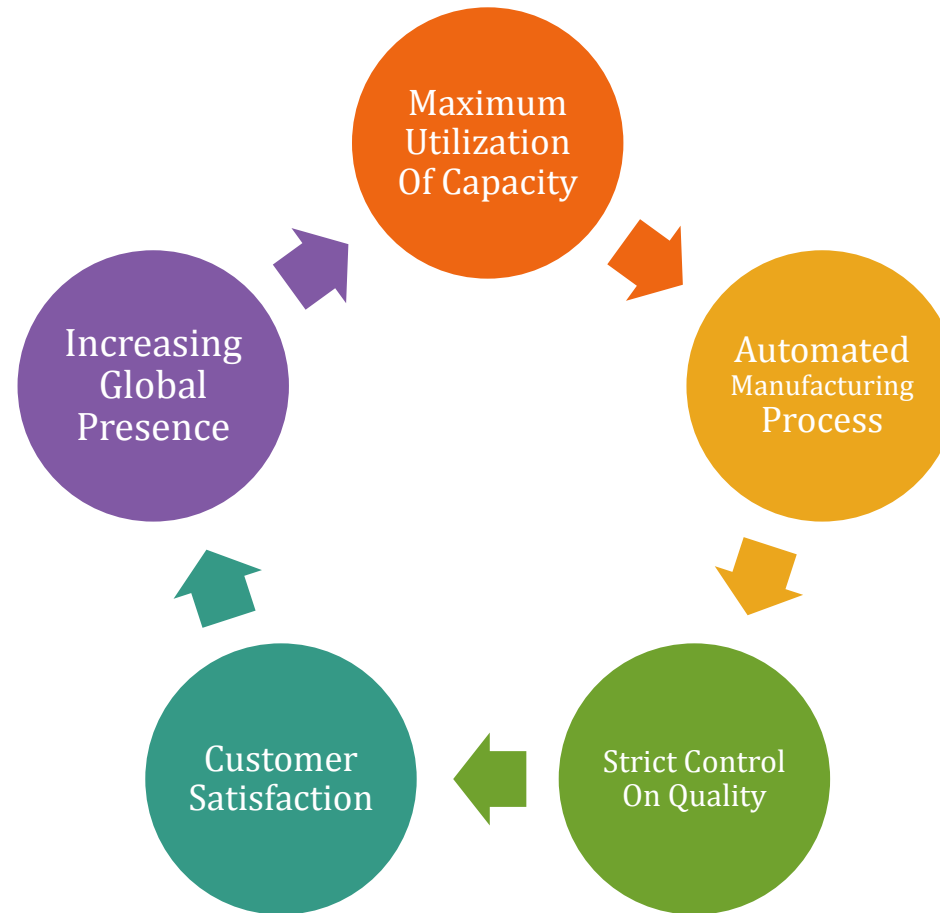 Maximum
Utilization
Of Capacity
Automated
Manufacturing
Process
Strict Control
On Quality
Customer
Satisfaction
Increasing
Global
Presence